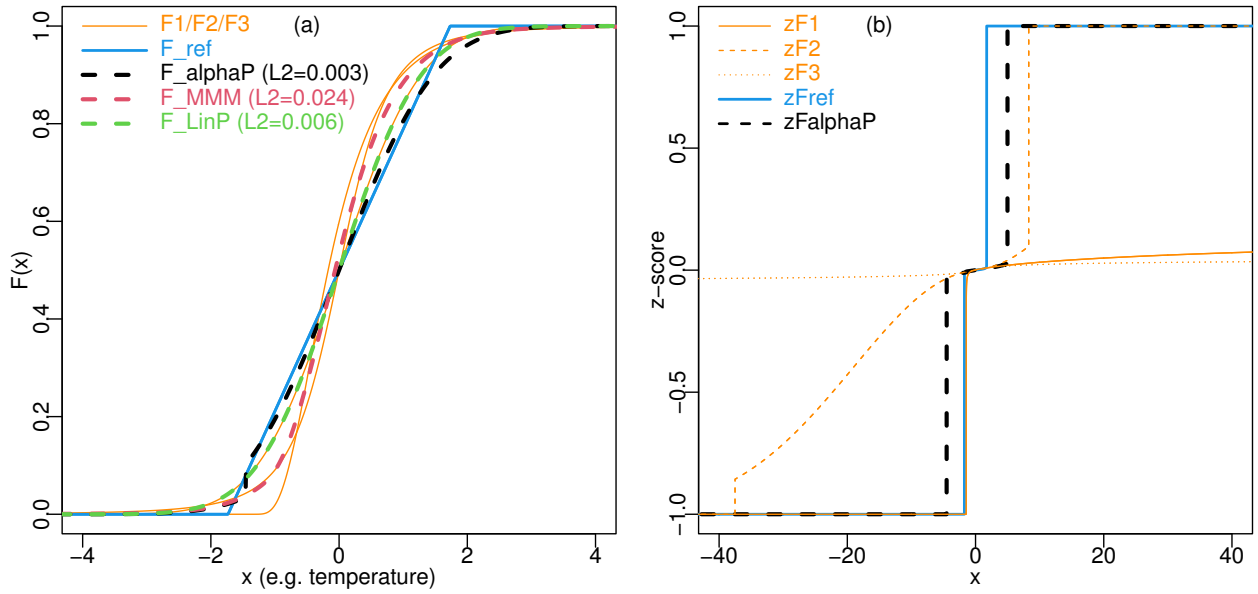 (a)
F1/F2/F3
F_ref
F_alphaP (L2=0.003)
F_MMM (L2=0.024)
F_LinP (L2=0.006)
F(x)
1.0
0.8
0.6
0.4
0.2
0.0
−4
−2
0
2
4
x (e.g. temperature)
(b)
zF1
zF2
zF3
zFref
zFalphaP
z−score
1.0
0.5
0.0
−0.5
−1.0
−40
−20
0
20
40
x